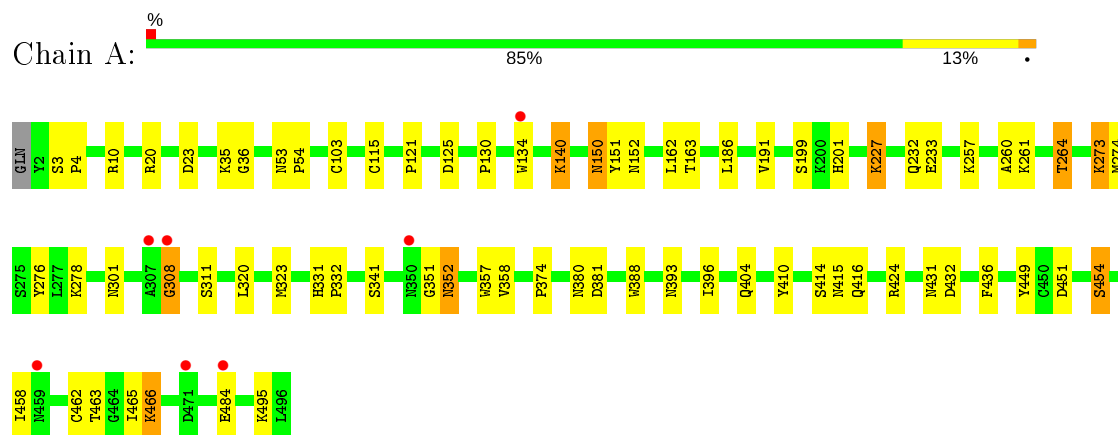 %
Chain A:
85% 13% •
GLN Y2 S3 P4 R10 R20 D23 K35 G36 N53 P54 C103 C115 P121 D125 P130 W134 K140 N150 Y151 N152 L162 T163 L186 V191 S199 K200 H201 K227 Q232 E233 K257 A260 K261 T264 K273 M274
S275 Y276 L277 K278 N301 A307 G308 S311 L320 M323 H331 P332 S341 N350 G351 N352 W357 V358 P374 N380 D381 W388 N393 I396 Q404 Y410 S414 N415 Q416 R424 N431 D432 F436 Y449 C450 D451 S454
I458 N459 C462 T463 G464 I465 K466 D471 E484 K495 L496